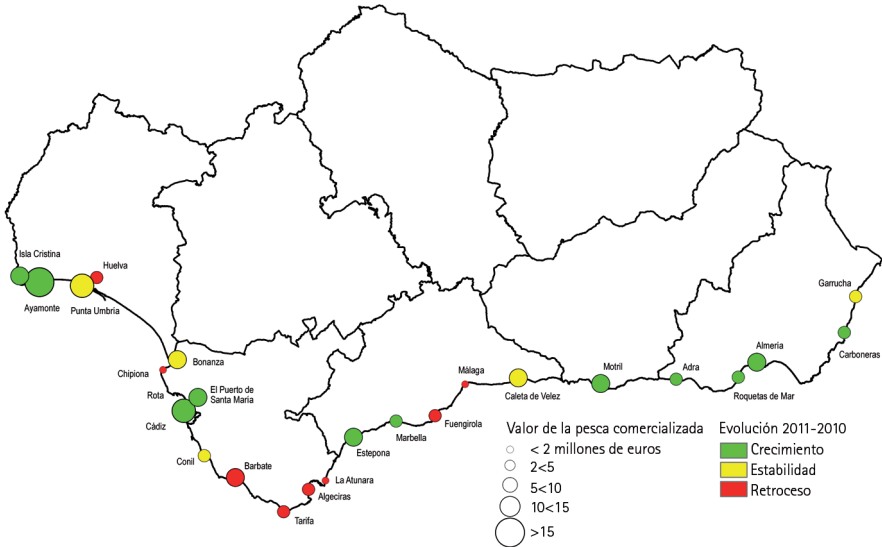 Isla Cristina
Huelva
Ayamonte
Punta Umbria
Garrucha
Carboneras
Almeria
Bonanza
Chipiona
Málaga
Motril
Adra
Roquetas de Mar
Caleta de Velez
El Puerto de
Santa Maria
Rota
Cádiz
Fuengirola
Marbella
Estepona
Conil
Barbate
La Atunara
Algeciras
Tarifa
Valor de la pesca comercializada
< 2 millones de euros
2<5
5<10
10<15
>15
Evolución 2011-2010
Crecimiento
Estabilidad
Retroceso